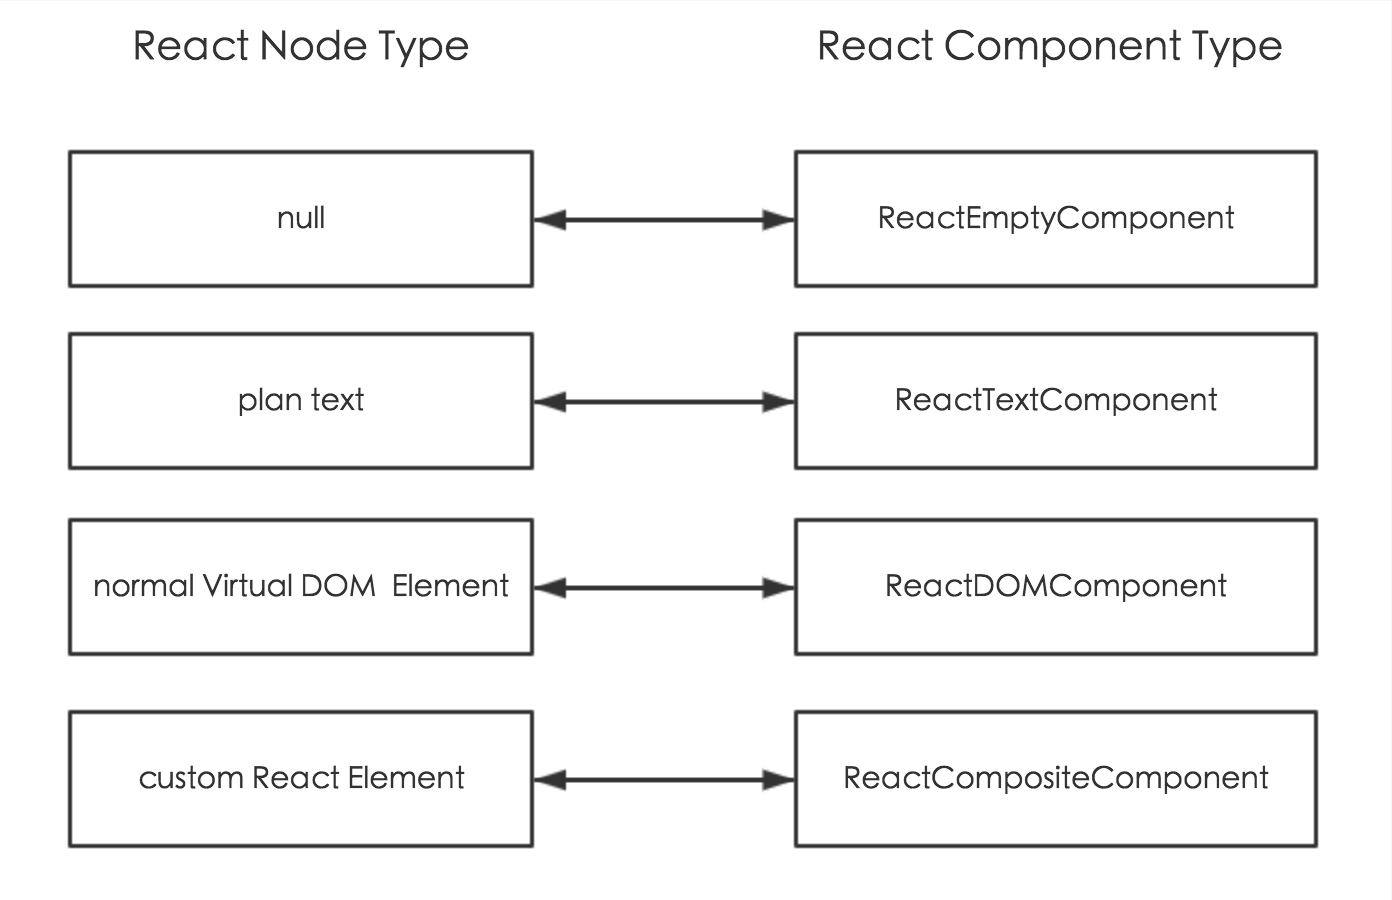 React Node Type
React Component Type
null
ReactEmptyComponent
plan text
ReactTextComponent
normal Virtual DOM  Element
ReactDOMComponent
custom React Element
ReactCompositeComponent